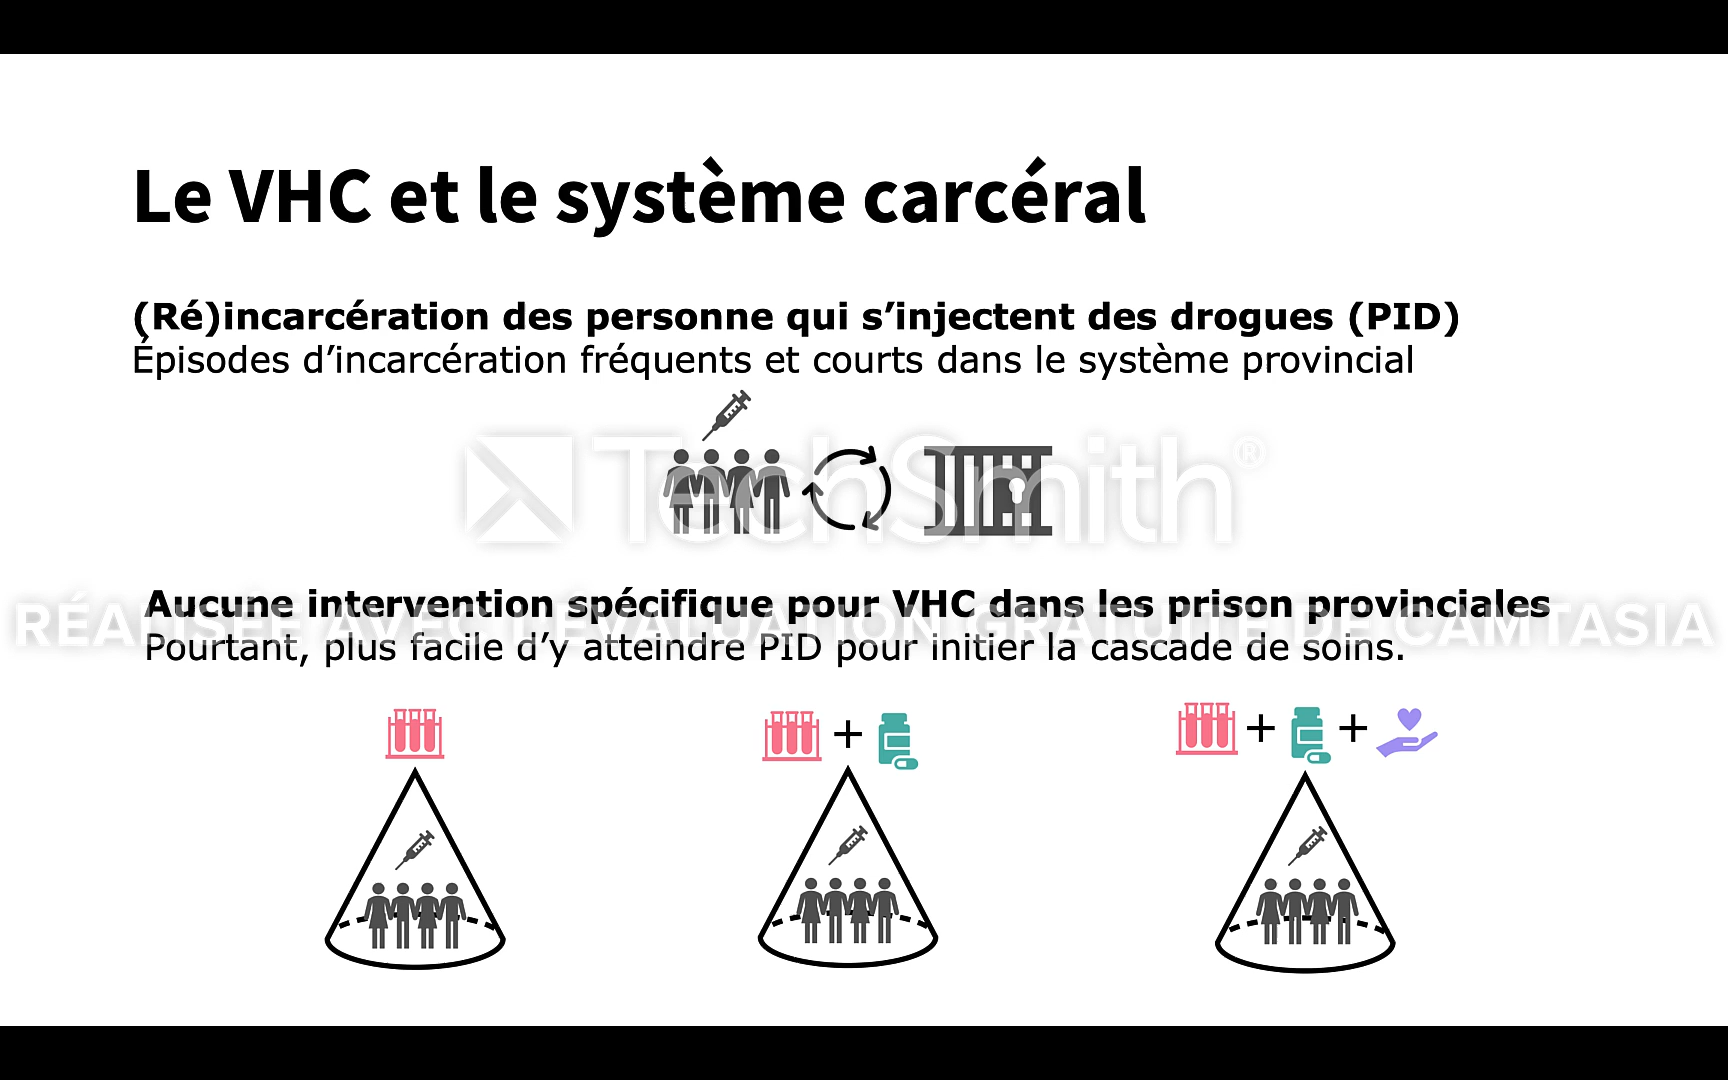 Le VHC et le système carcéral
(Ré)incarcération des personne qui s’injectent des drogues (PID)
Épisodes d’incarcération fréquents et courts dans le système provincial
TechSmith®
Aucune intervention spécifique pour VHC dans les prison provinciales
RÉALISÉE AVEC L'ÉVALUATION GRATUITE DE CAMTASIA
Pourtant, plus facile d’y atteindre PID pour initier la cascade de soins.
+
+ +